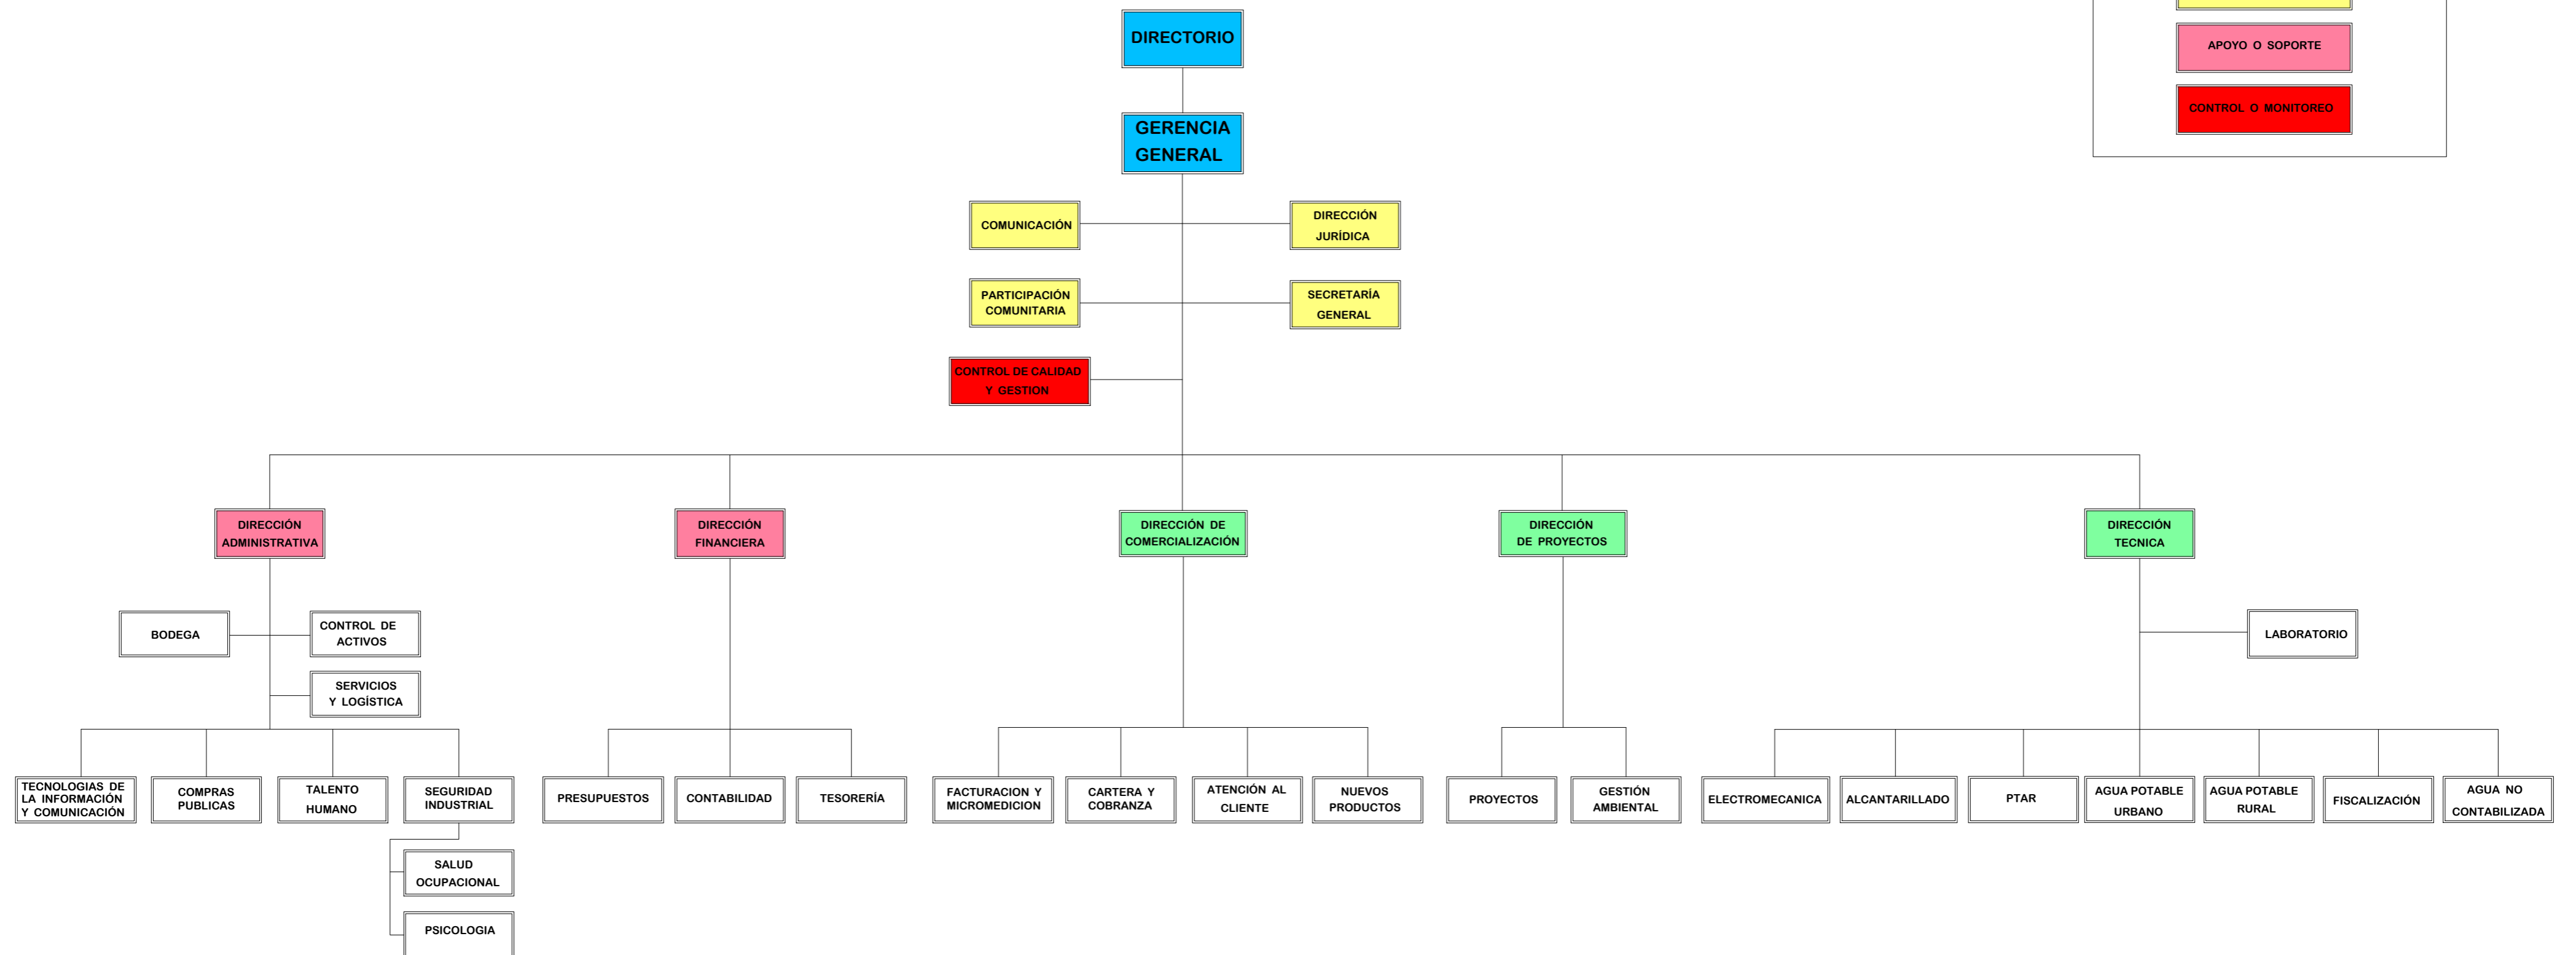 DIRECTORIO
APOYO O SOPORTE
CONTROL O MONITOREO
GERENCIA
GENERAL
COMUNICACIÓN
DIRECCIÓN
JURÍDICA
PARTICIPACIÓN
COMUNITARIA
SECRETARÍA
GENERAL
CONTROL DE CALIDAD
Y GESTION
DIRECCIÓN
ADMINISTRATIVA
DIRECCIÓN
FINANCIERA
DIRECCIÓN DE
COMERCIALIZACIÓN
DIRECCIÓN
DE PROYECTOS
DIRECCIÓN
TECNICA
BODEGA
CONTROL DE
ACTIVOS
SERVICIOS
Y LOGÍSTICA
LABORATORIO
TECNOLOGIAS DE
LA INFORMACIÓN
Y COMUNICACIÓN
COMPRAS
PUBLICAS
TALENTO
HUMANO
SEGURIDAD
INDUSTRIAL
PRESUPUESTOS
CONTABILIDAD
TESORERÍA
FACTURACION Y
MICROMEDICION
CARTERA Y
COBRANZA
ATENCIÓN AL
CLIENTE
NUEVOS
PRODUCTOS
PROYECTOS
GESTIÓN
AMBIENTAL
ELECTROMECANICA
ALCANTARILLADO
PTAR
AGUA POTABLE
URBANO
AGUA POTABLE
RURAL
FISCALIZACIÓN
AGUA NO
CONTABILIZADA
SALUD
OCUPACIONAL
PSICOLOGIA